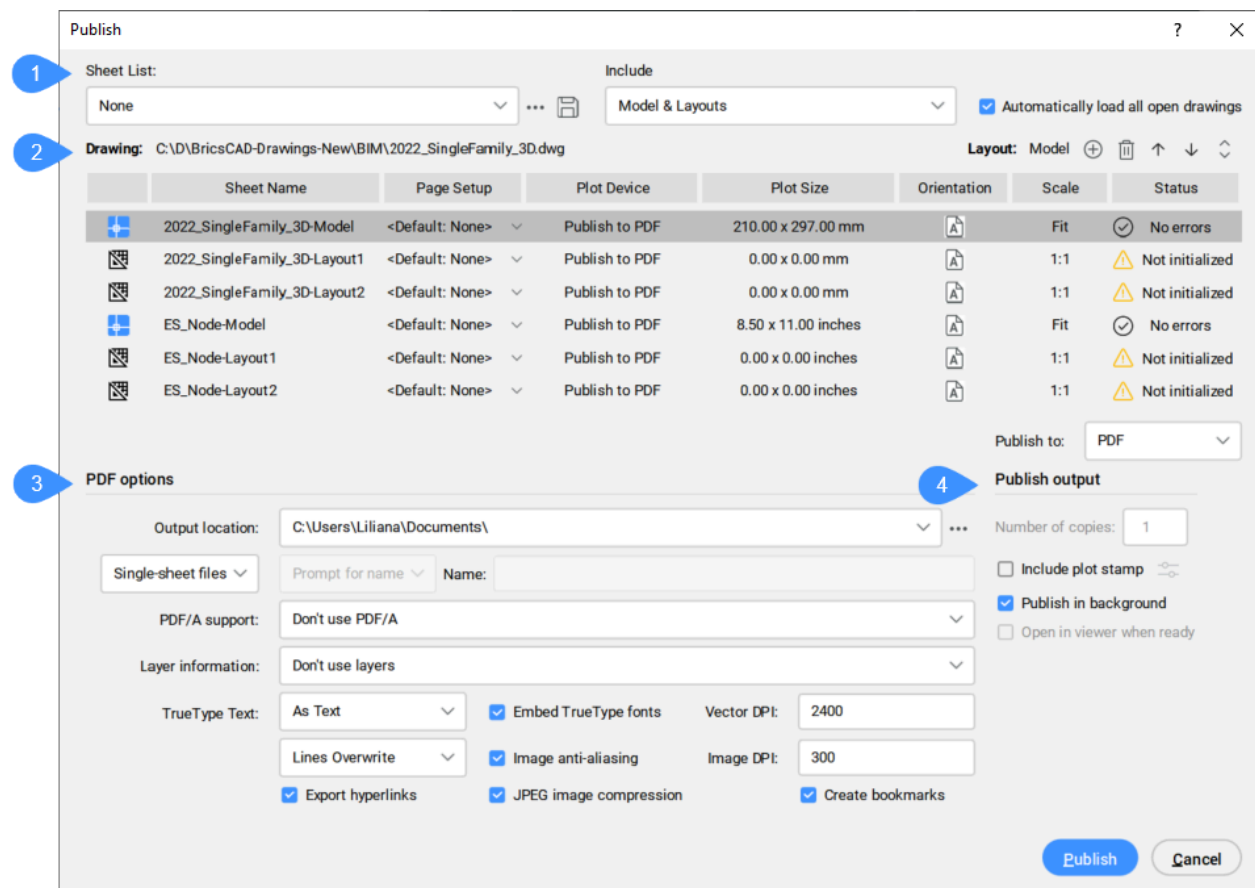 Publish ?
1 Sheet List: Include
None ... Model & Layouts Automatically load all open drawings
2 Drawing: C:\D\BricsCAD-Drawings-New\BIM\2022_SingleFamily_3D.dwg Layout: Model
Sheet Name Page Setup Plot Device Plot Size Orientation Scale Status
2022_SingleFamily_3D-Model <Default: None> Publish to PDF 210.00 x 297.00 mm A Fit No errors
2022_SingleFamily_3D-Layout1 <Default: None> Publish to PDF 0.00 x 0.00 mm A 1:1 Not initialized
2022_SingleFamily_3D-Layout2 <Default: None> Publish to PDF 0.00 x 0.00 mm A 1:1 Not initialized
ES_Node-Model <Default: None> Publish to PDF 8.50 x 11.00 inches A Fit No errors
ES_Node-Layout1 <Default: None> Publish to PDF 0.00 x 0.00 inches A 1:1 Not initialized
ES_Node-Layout2 <Default: None> Publish to PDF 0.00 x 0.00 inches A 1:1 Not initialized
Publish to: PDF
3 PDF options 4 Publish output
Output location: C:\Users\Liliana\Documents\ ... Number of copies: 1
Single-sheet files Prompt for name Name: Include plot stamp
PDF/A support: Don't use PDF/A Publish in background
Open in viewer when ready
Layer information: Don't use layers
TrueType Text: As Text Embed TrueType fonts Vector DPI: 2400
Lines Overwrite Image anti-aliasing Image DPI: 300
Export hyperlinks JPEG image compression Create bookmarks
Publish Cancel